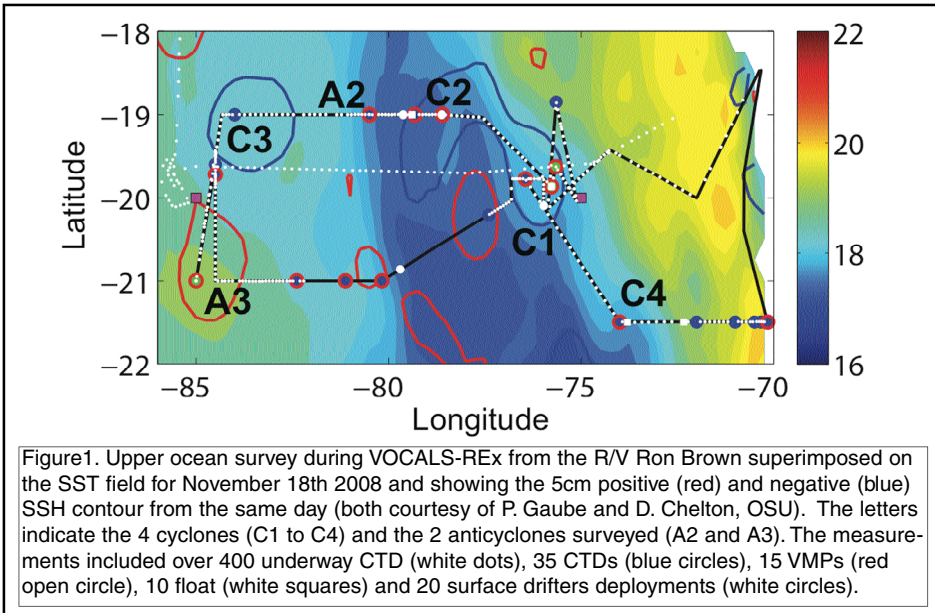 −18
−19
−20
−21
−22
Latitude
A2
C2
C3
C1
A3
C4
−85
−80
−75
−70
Longitude
22
20
18
16
Figure1. Upper ocean survey during VOCALS-REx from the R/V Ron Brown superimposed on
the SST field for November 18th 2008 and showing the 5cm positive (red) and negative (blue)
SSH contour from the same day (both courtesy of P. Gaube and D. Chelton, OSU). The letters
indicate the 4 cyclones (C1 to C4) and the 2 anticyclones surveyed (A2 and A3). The measure-
ments included over 400 underway CTD (white dots), 35 CTDs (blue circles), 15 VMPs (red
open circle), 10 float (white squares) and 20 surface drifters deployments (white circles).